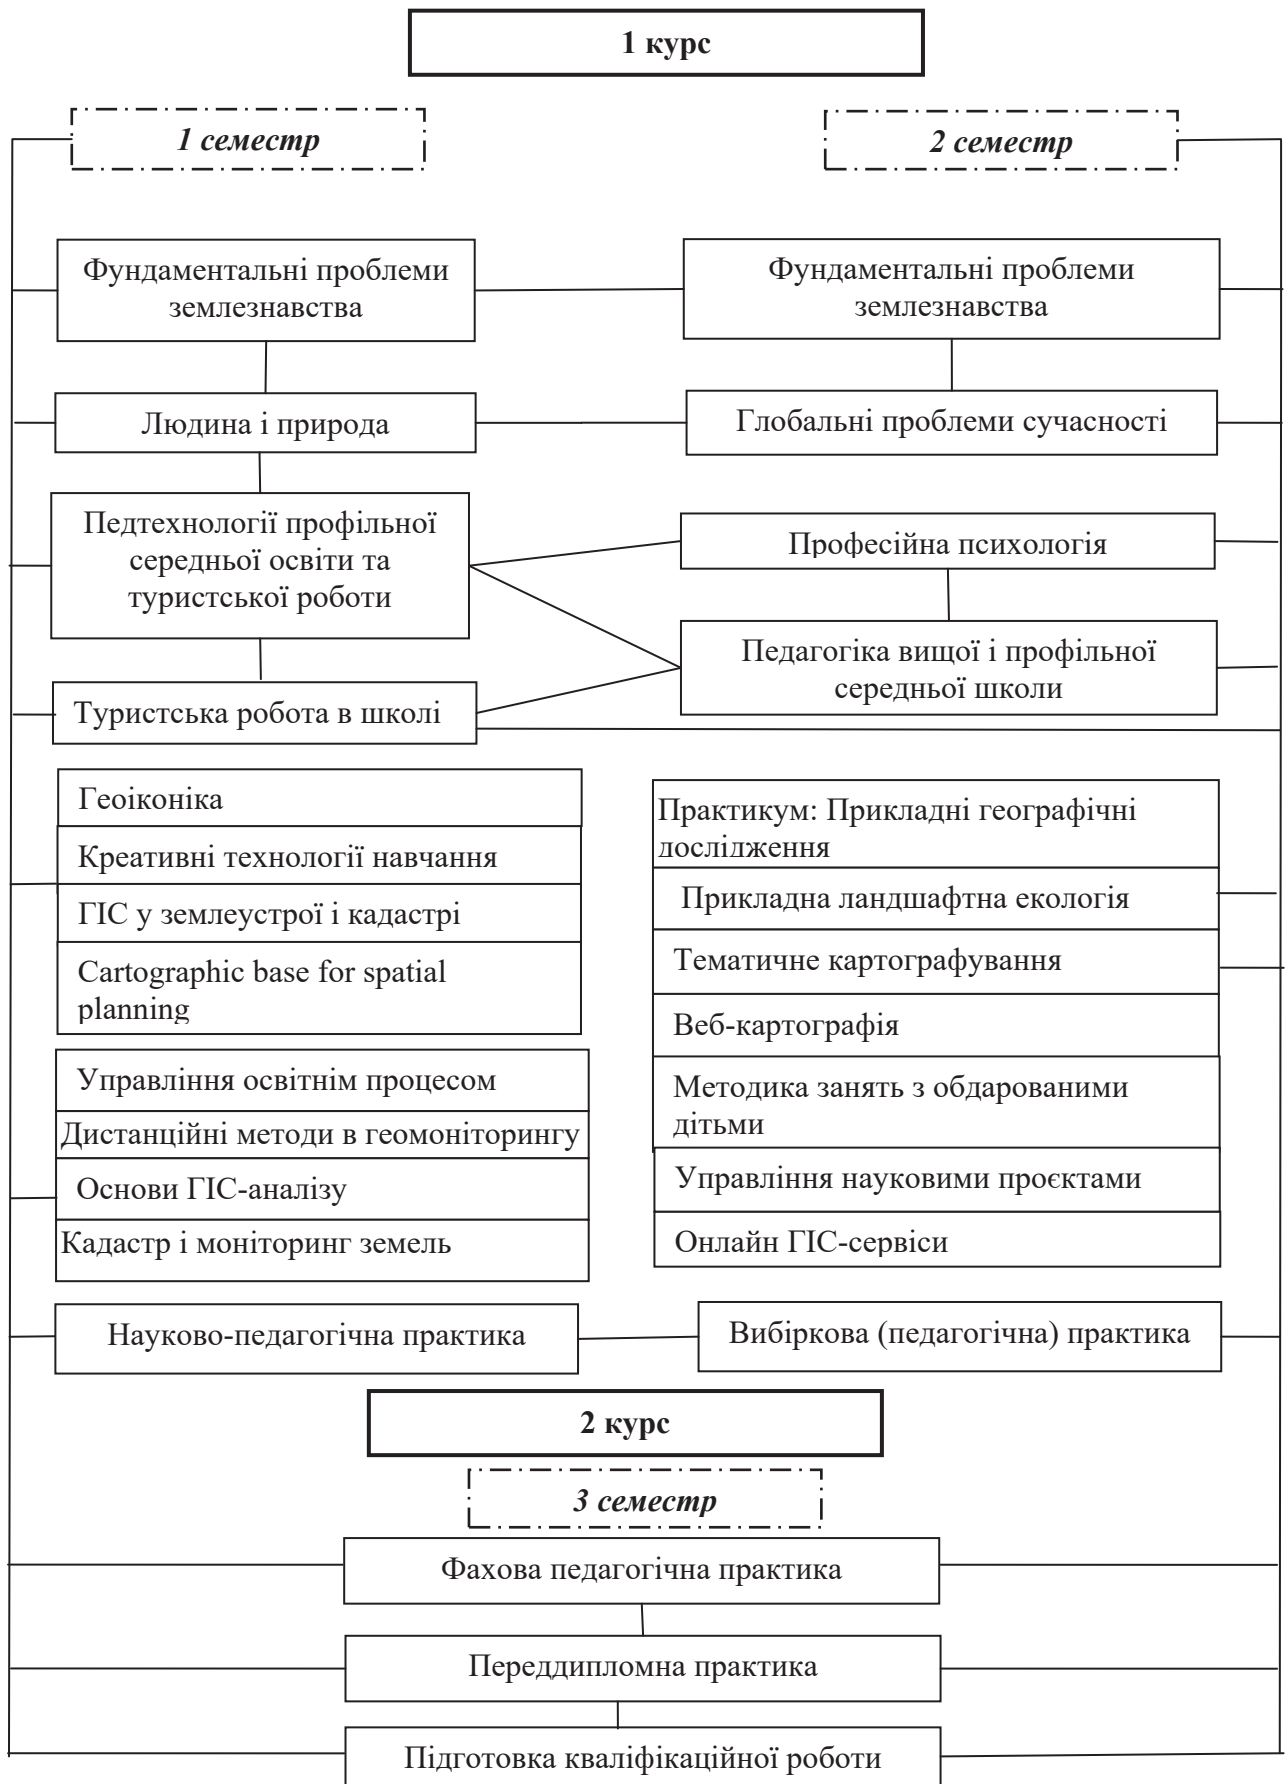 1 курс
1 семестр
2 семестр
Фундаментальні проблеми
землезнавства
Фундаментальні проблеми
землезнавства
Людина і природа
Глобальні проблеми сучасності
Педтехнології профільної
середньої освіти та
туристської роботи
Професійна психологія
Педагогіка вищої і профільної
середньої школи
Туристська робота в школі
Геоіконіка
Креативні технології навчання
ГІС у землеустрої і кадастрі
Cartographic base for spatial
planning
Практикум: Прикладні географічні
дослідження
Прикладна ландшафтна екологія
Тематичне картографування
Веб-картографія
Методика занять з обдарованими
дітьми
Управління науковими проєктами
Онлайн ГІС-сервіси
Управління освітнім процесом
Дистанційні методи в геомоніторингу
Основи ГІС-аналізу
Кадастр і моніторинг земель
Науково-педагогічна практика
Вибіркова (педагогічна) практика
2 курс
3 семестр
Фахова педагогічна практика
Переддипломна практика
Підготовка кваліфікаційної роботи